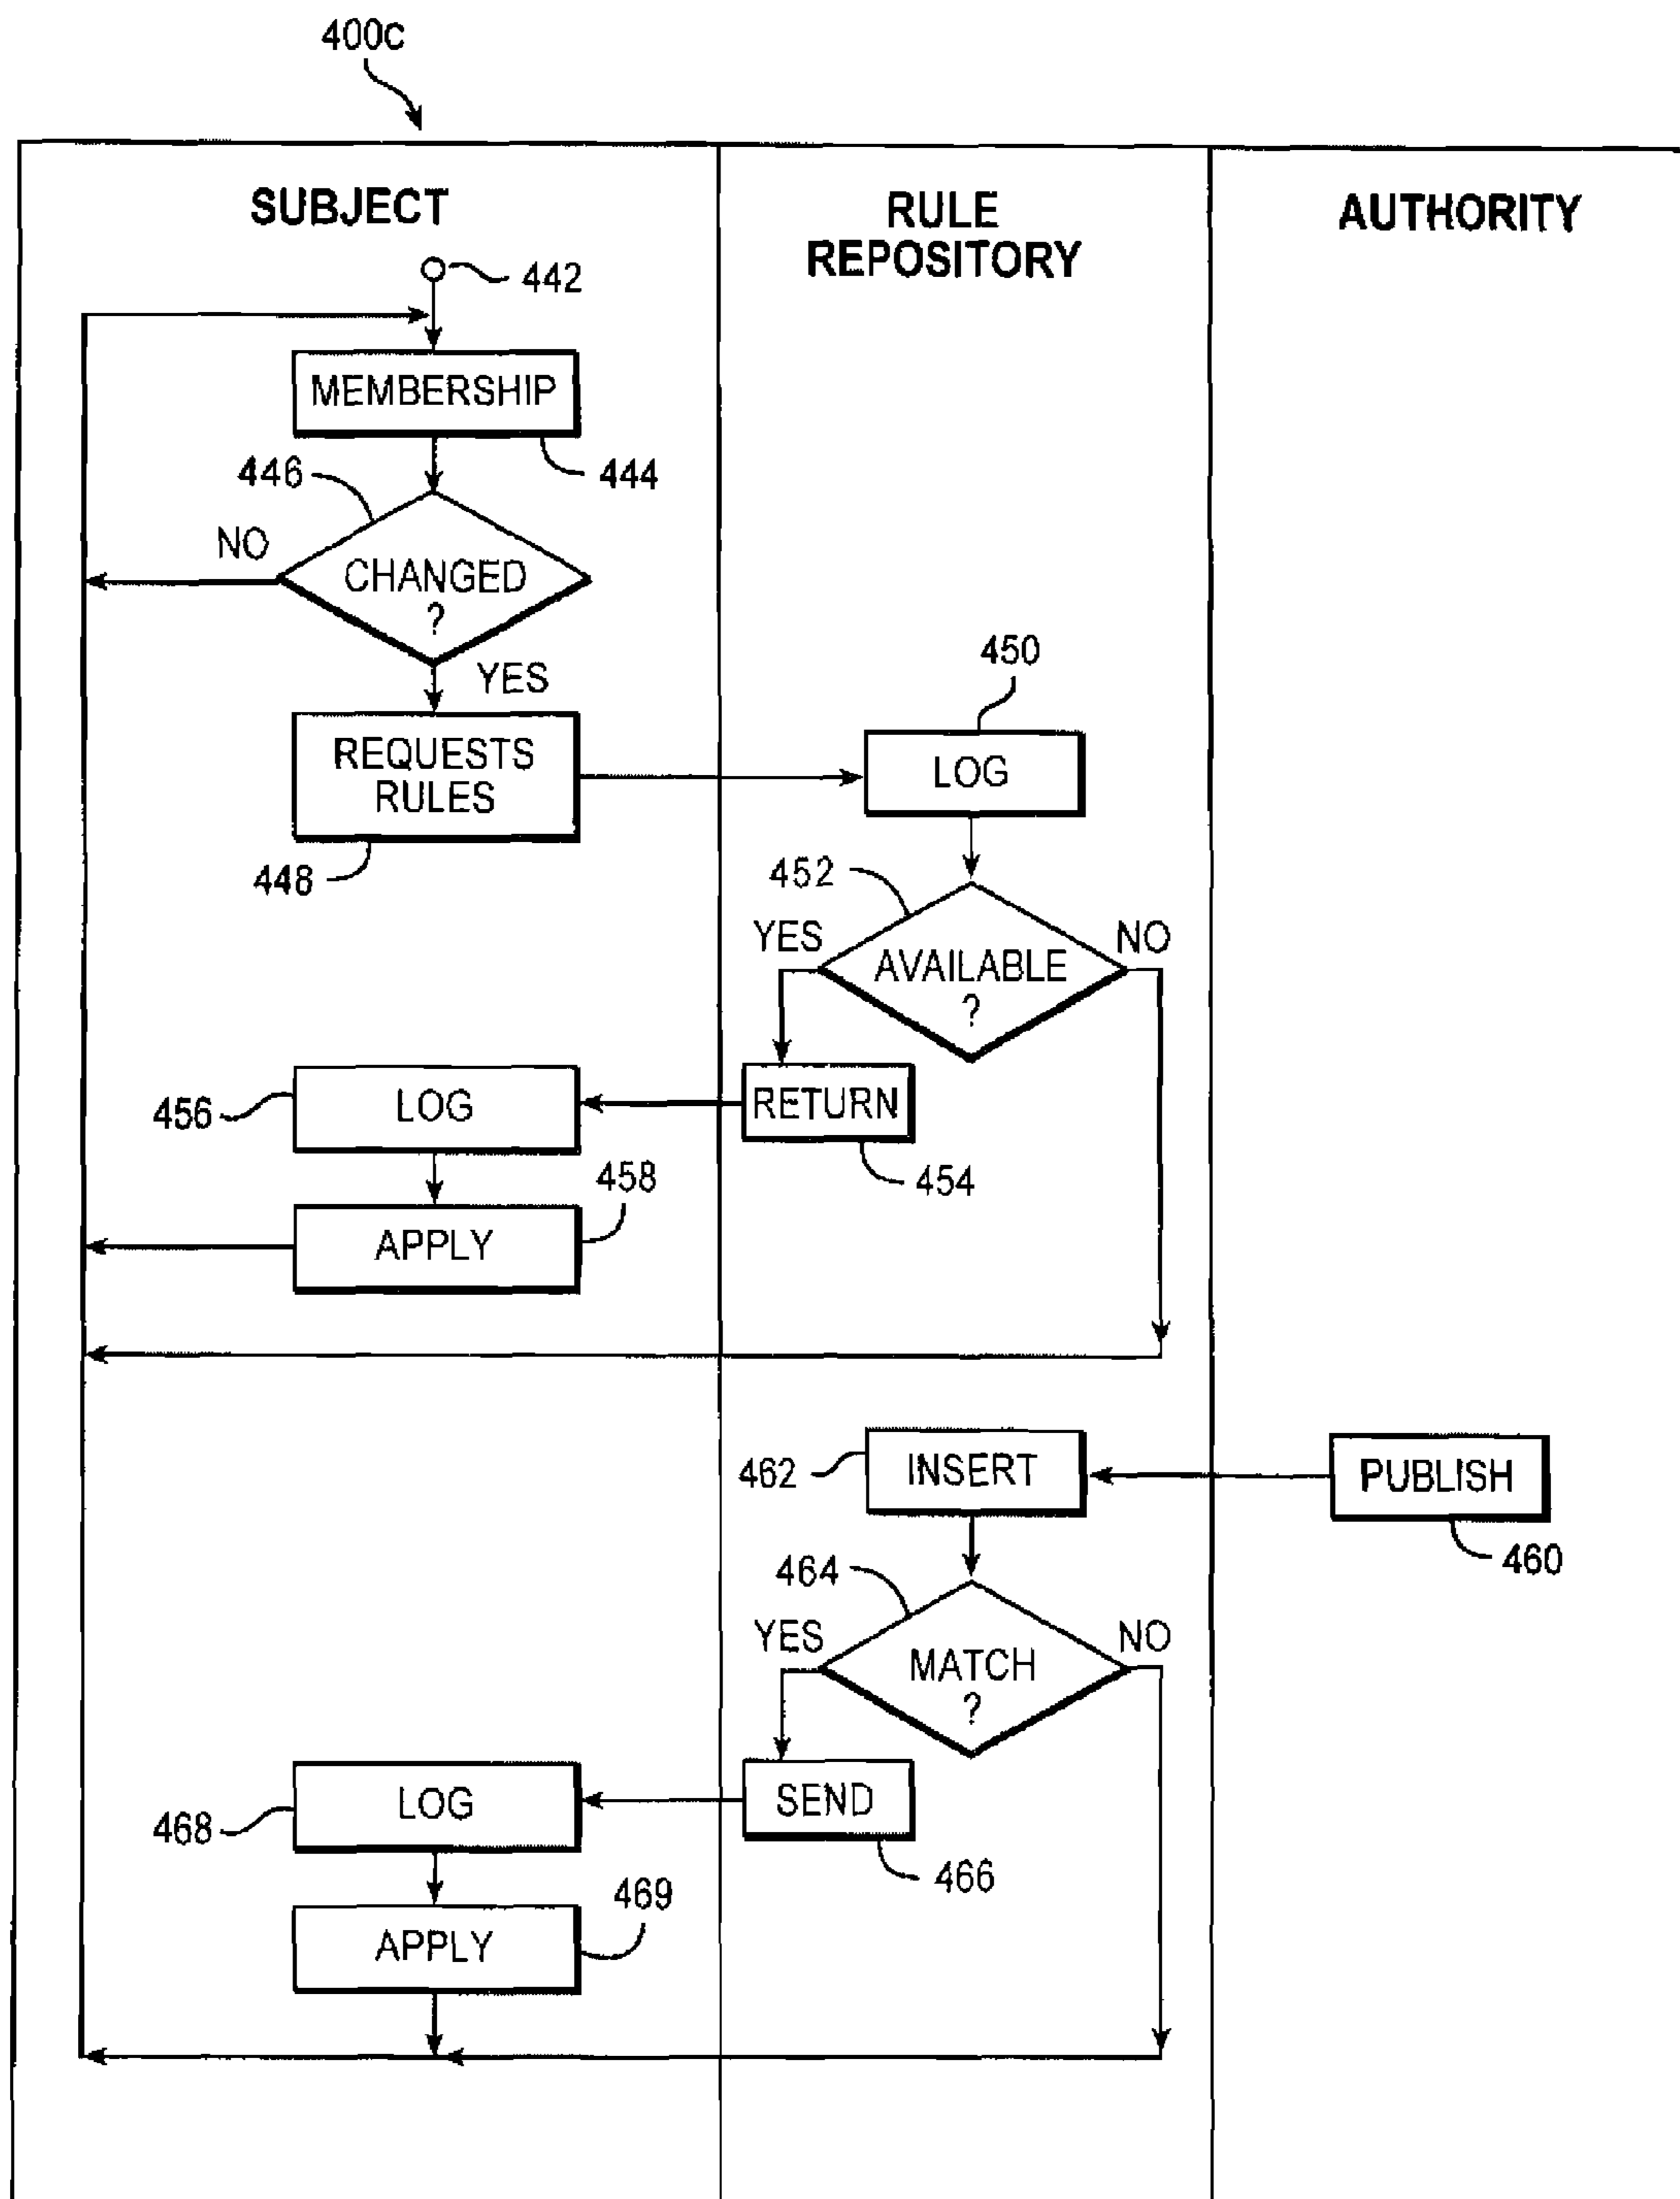 400c
SUBJECT
RULE
REPOSITORY
AUTHORITY
442
MEMBERSHIP
444
446
NO
CHANGED
?
YES
REQUESTS
RULES
448
450
LOG
452
YES
NO
AVAILABLE
?
456
LOG
RETURN
454
458
APPLY
462
INSERT
PUBLISH
460
464
YES
NO
MATCH
?
468
LOG
SEND
466
469
APPLY